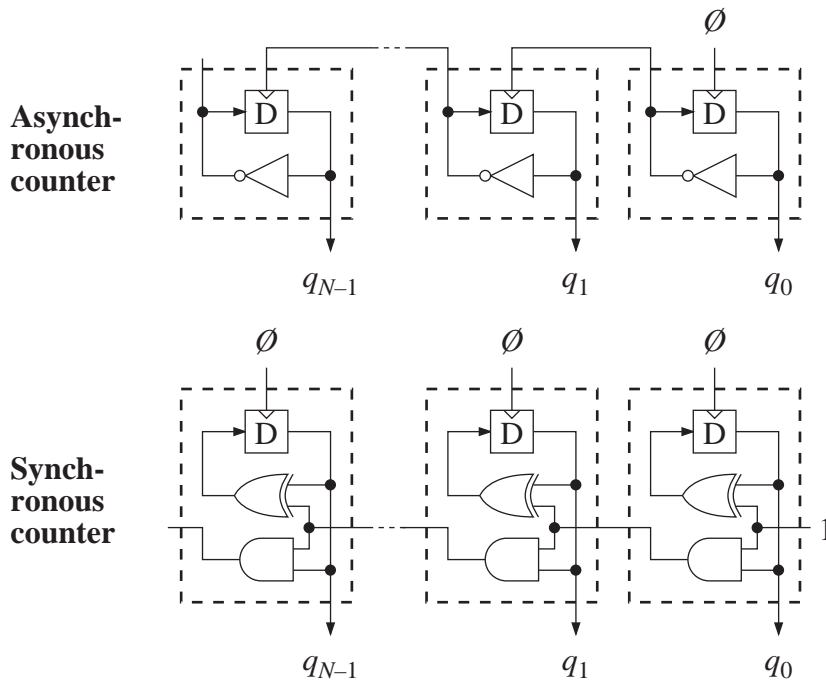 Ø
Asynch-
ronous
counter
D D D
q_{N–1} q_1 q_0
Ø Ø Ø
Synch-
ronous
counter
D D D
1
q_{N–1} q_1 q_0